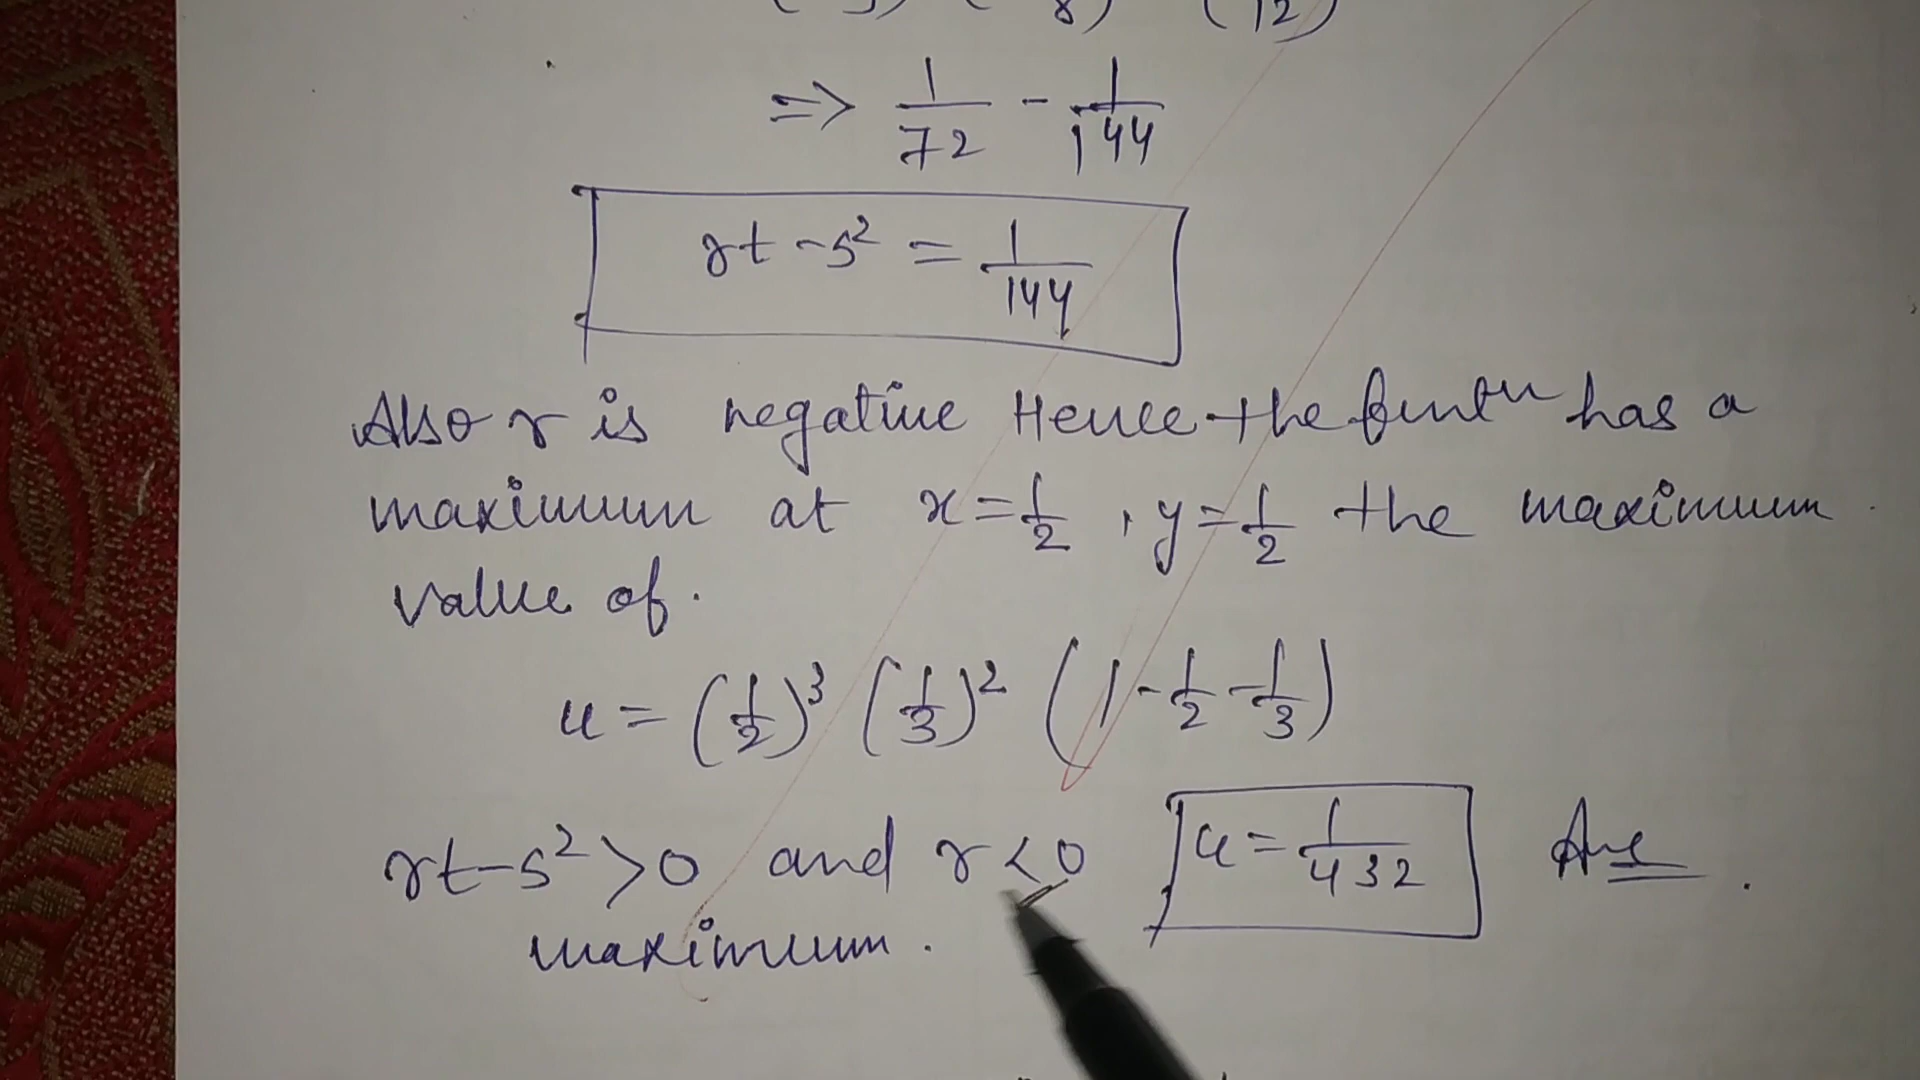 ⇒ 1/72 - 1/144
rt - s² = 1/144
Also r is negative Hence the funtⁿ has a
maximum at x = 1/2 , y = 1/2 the maximum
value of.
u = (1/2)³ (1/3)² (1 - 1/2 - 1/3)
rt - s² > 0 and r < 0 u = 1/432 Ans.
maximum.